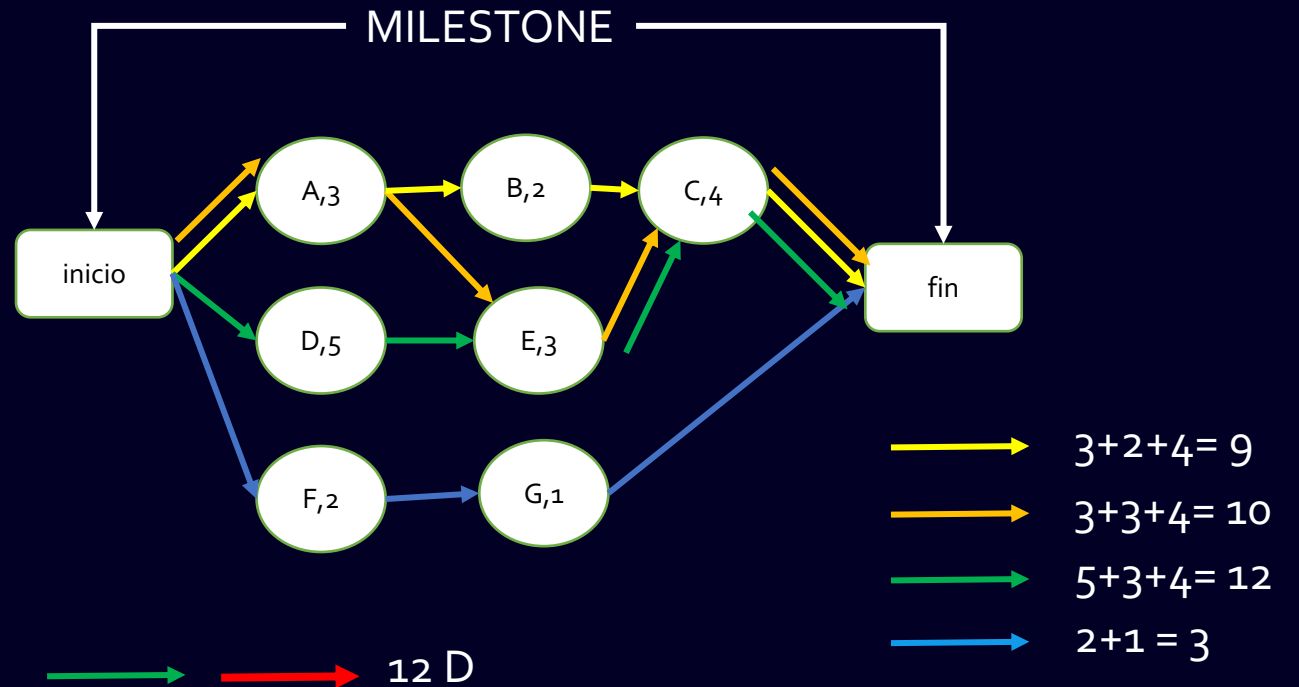 MILESTONE
A,3
B,2
C,4
inicio
fin
D,5
E,3
F,2
G,1
3+2+4= 9
3+3+4= 10
5+3+4= 12
2+1 = 3
12 D